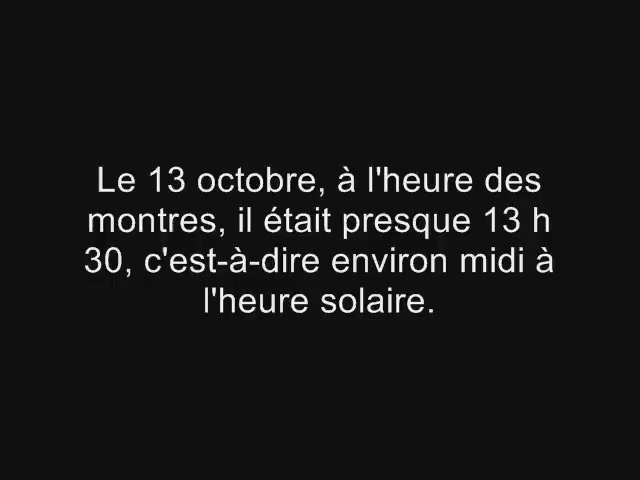 Le 13 octobre, à l'heure des
montres, il était presque 13 h
30, c'est-à-dire environ midi à
l'heure solaire.